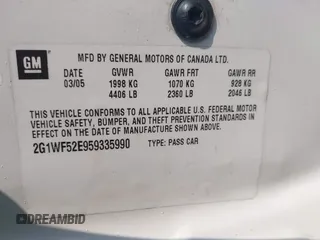 GM
MFD BY GENERAL MOTORS OF CANADA LTD.
DATE GVWR GAWR FRT GAWR RR
03/05 1998 KG 1070 KG 928 KG
4406 LB 2360 LB 2046 LB
THIS VEHICLE CONFORMS TO ALL APPLICABLE U.S. FEDERAL MOTOR
VEHICLE SAFETY, BUMPER, AND THEFT PREVENTION STANDARDS IN
EFFECT ON THE DATE OF MANUFACTURE SHOWN ABOVE.
2G1WF52E959335990 TYPE: PASS CAR
DREAMBID